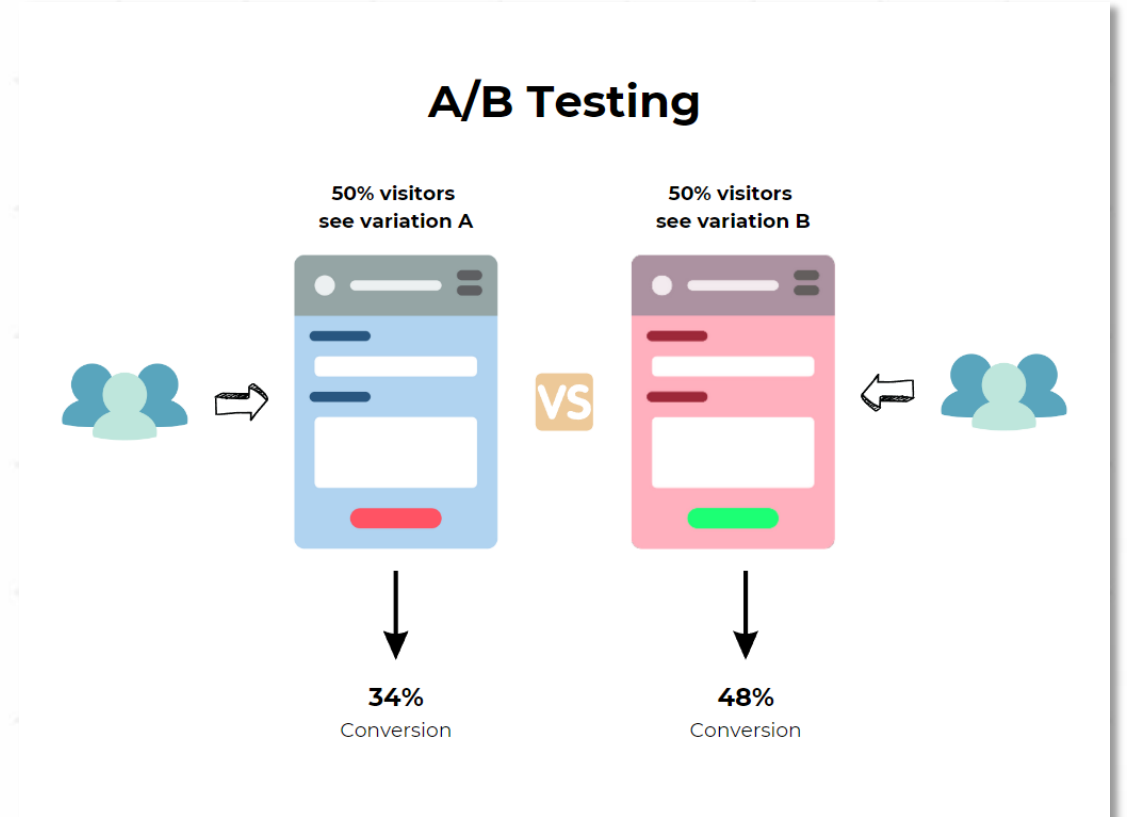 A/B Testing
50% visitors
see variation A
50% visitors
see variation B
VS
34%
Conversion
48%
Conversion